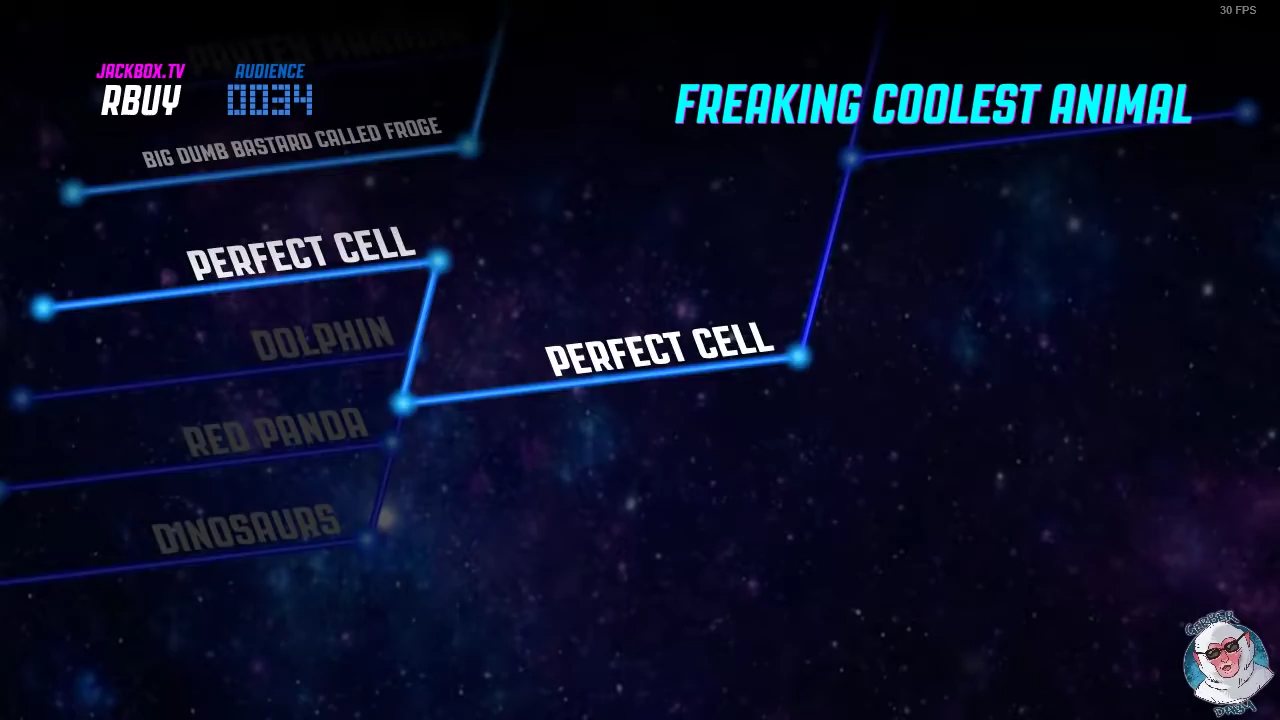 30 FPS
JACKBOX.TV
RBUY
AUDIENCE
0034
FREAKING COOLEST ANIMAL
BIG DUMB BASTARD CALLED FROGE
PERFECT CELL
DOLPHIN
PERFECT CELL
RED PANDA
DINOSAURS
GERBER